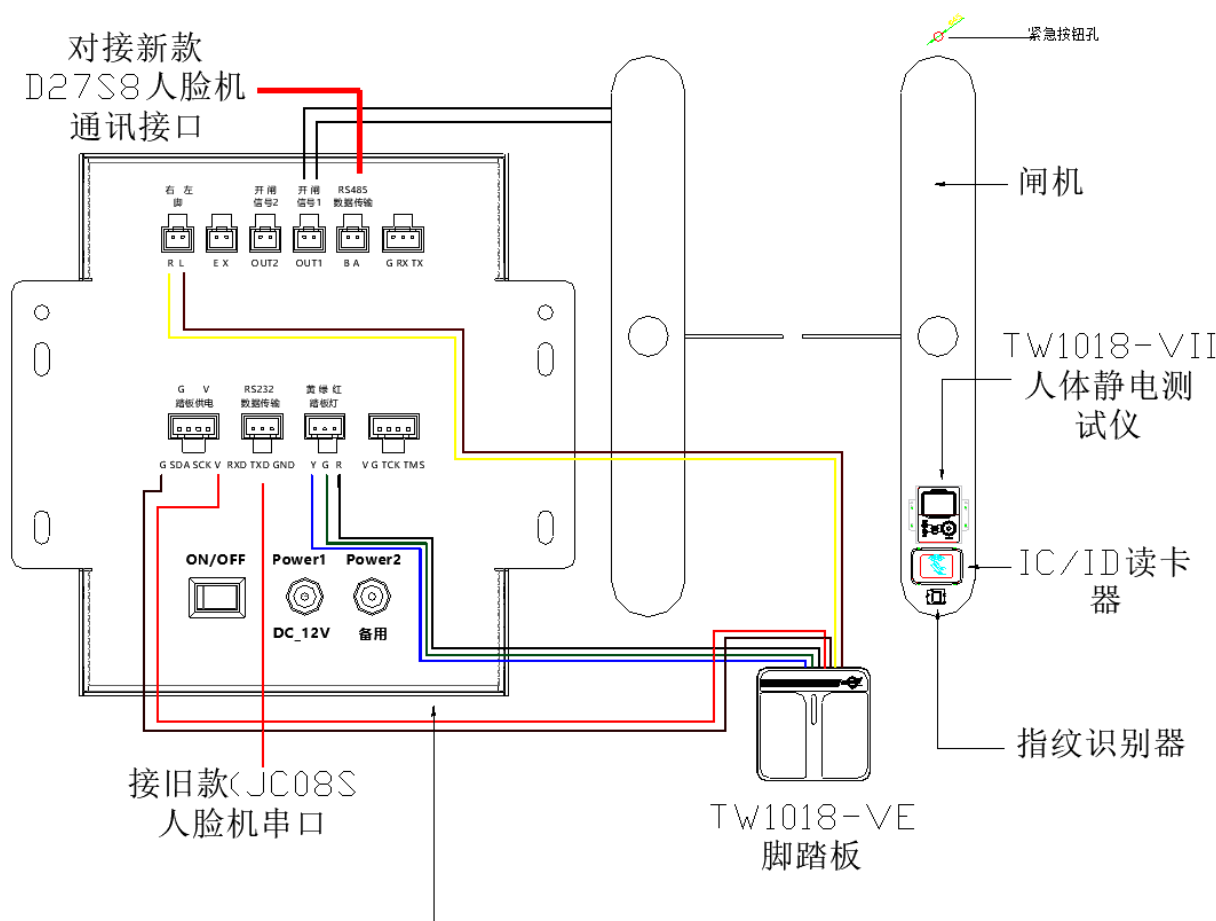 紧急按钮孔
对接新款
D27S8人脸机
通讯接口
右 左
脚
开 闸
信号2
开 闸
信号1
RS485
数据传输
R L
E X
OUT2
OUT1
B A
G RX TX
闸机
TW1018-VII
人体静电测
试仪
G V
踏板供电
RS232
数据传输
黄 绿 红
踏板灯
G SDA SCK V
RXD TXD GND
Y G R
V G TCK TMS
ON/OFF
Power1
Power2
DC_12V
备用
IC/ID读卡
器
指纹识别器
接旧款(JC08S
人脸机串口
TW1018-VE
脚踏板